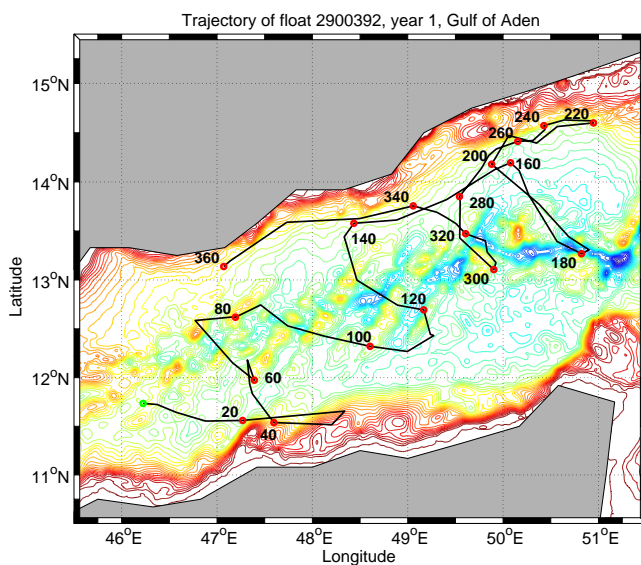 Trajectory of float 2900392, year 1, Gulf of Aden
15°N
14°N
13°N
12°N
11°N
Latitude
240
220
260
200
160
340
280
140
320
360
180
300
80
120
100
60
20
40
46°E 47°E 48°E 49°E 50°E 51°E
Longitude